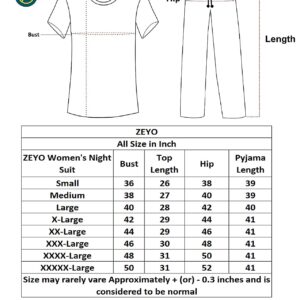 Hip
Bust
Length
ZEYO
All Size in Inch
ZEYO Women's Night Suit Bust Top Length Hip Pyjama Length
Small 36 26 38 39
Medium 38 27 40 39
Large 40 28 42 40
X-Large 42 29 44 41
XX-Large 44 29 46 41
XXX-Large 46 30 48 41
XXXX-Large 48 31 50 41
XXXXX-Large 50 31 52 41
Size may rarely vary Approximately + (or) - 0.3 inches and is
considered to be normal